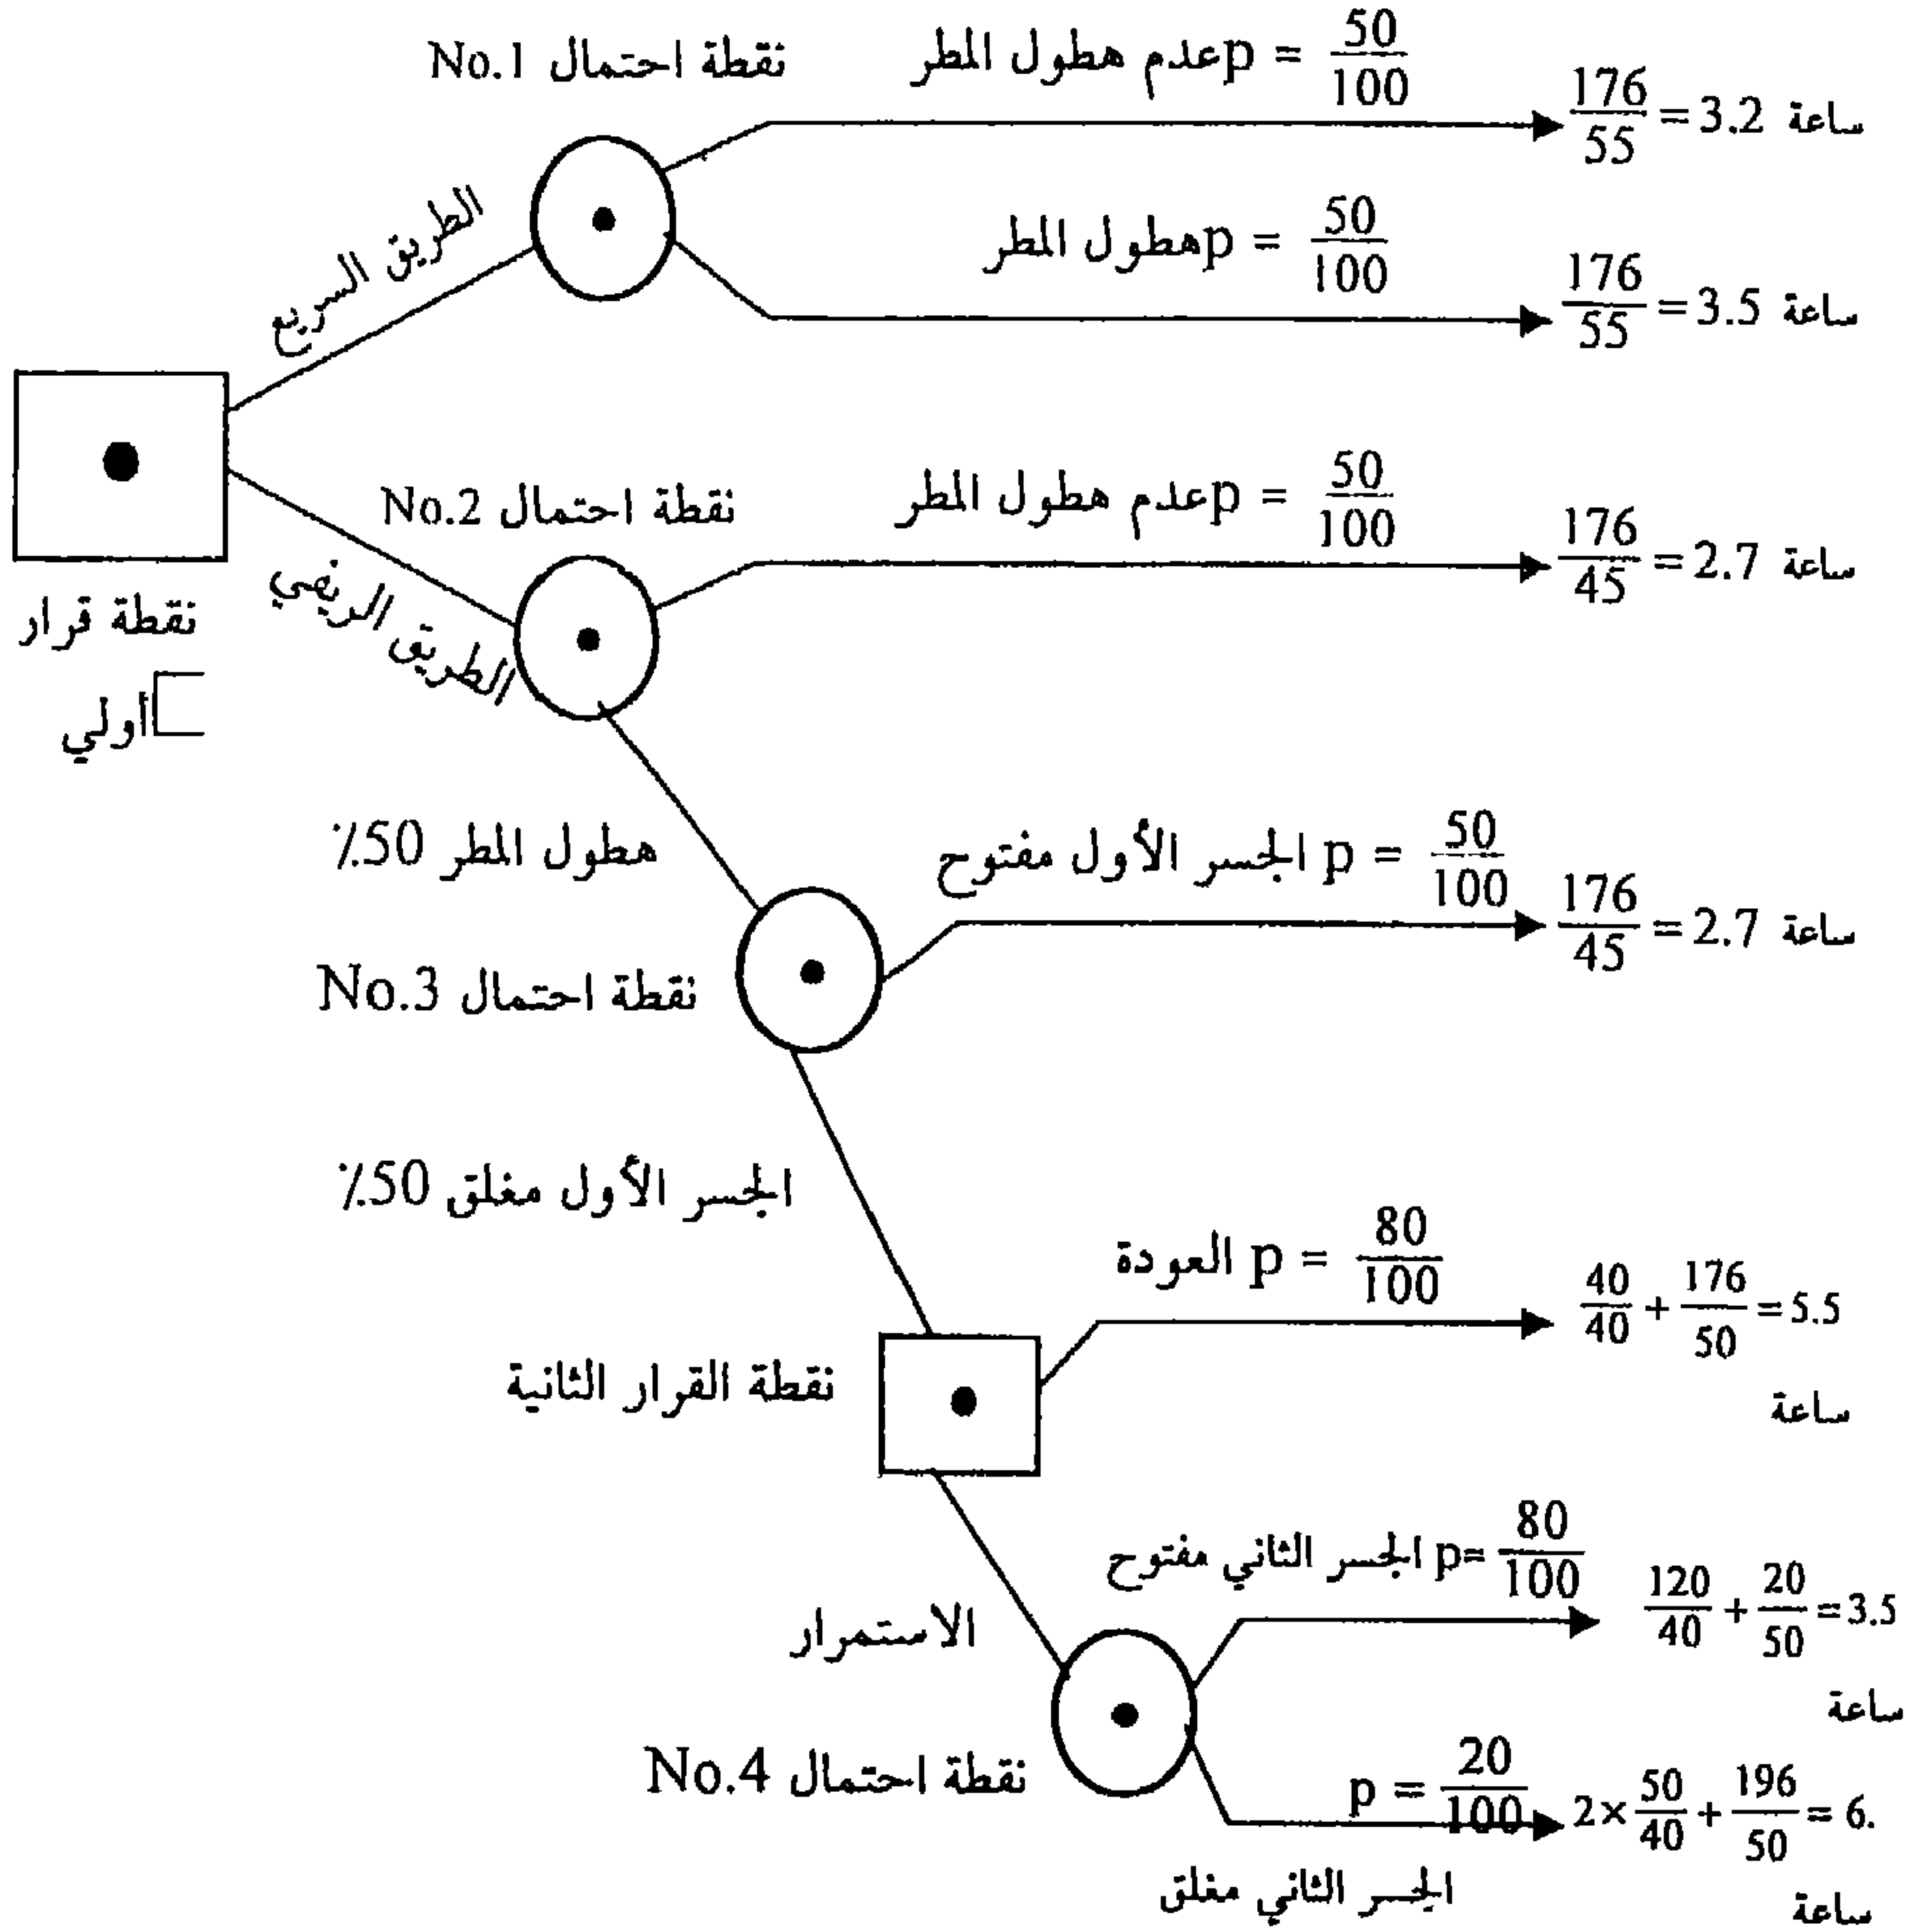 نقطة احتمال No.1
عدم هطول المطر p = 50/100
176/55 = 3.2 ساعة
الطريق السريع
هطول المطر p = 50/100
176/55 = 3.5 ساعة
نقطة قرار
أولي
نقطة احتمال No.2
عدم هطول المطر p = 50/100
176/45 = 2.7 ساعة
الطريق الريفي
هطول المطر 50٪
الجسر الأول مفتوح p = 50/100
176/45 = 2.7 ساعة
نقطة احتمال No.3
الجسر الأول مغلق 50٪
العودة p = 80/100
40/40 + 176/50 = 5.5
ساعة
نقطة القرار الثانية
الجسر الثاني مفتوح p= 80/100
120/40 + 20/50 = 3.5
ساعة
الاستمرار
نقطة احتمال No.4
p = 20/100
2 × 50/40 + 196/50 = 6.
ساعة
الجسر الثاني مغلق